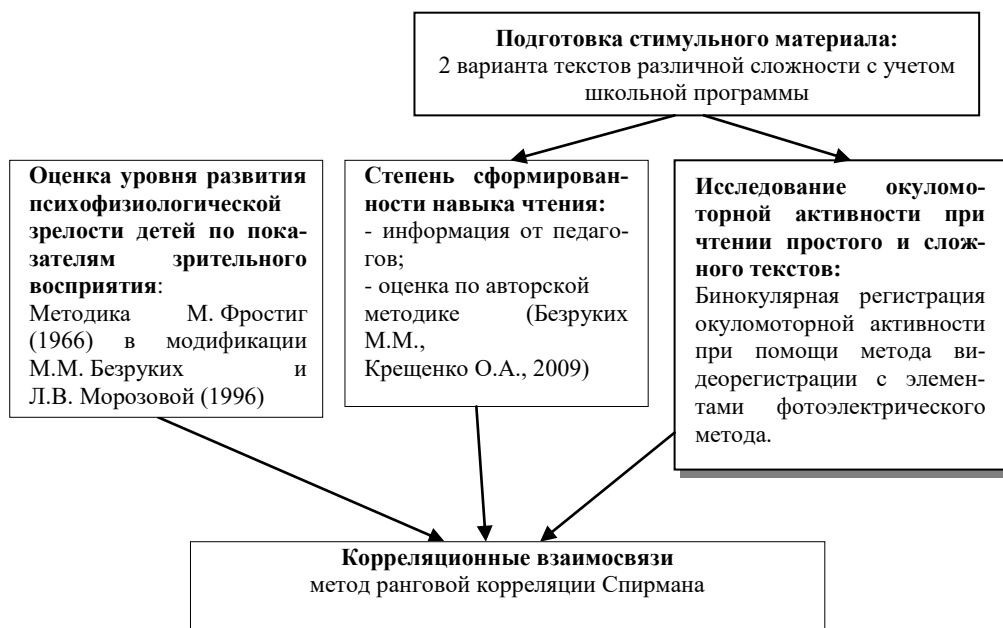 Подготовка стимульного материала:
2 варианта текстов различной сложности с учетом
школьной программы
Оценка уровня развития
психофизиологической
зрелости детей по пока-
зателям зрительного
восприятия:
Методика М. Фростиг
(1966) в модификации
М.М. Безруких и
Л.В. Морозовой (1996)
Степень сформирован-
ности навыка чтения:
- информация от педаго-
гов;
- оценка по авторской
методике (Безруких
М.М.,
Крещенко О.А., 2009)
Исследование окуломо-
торной активности при
чтении простого и слож-
ного текстов:
Бинокулярная регистрация
окуломоторной активности
при помощи метода ви-
деорегистрации с элемен-
тами фотоэлектрического
метода.
Корреляционные взаимосвязи
метод ранговой корреляции Спирмана